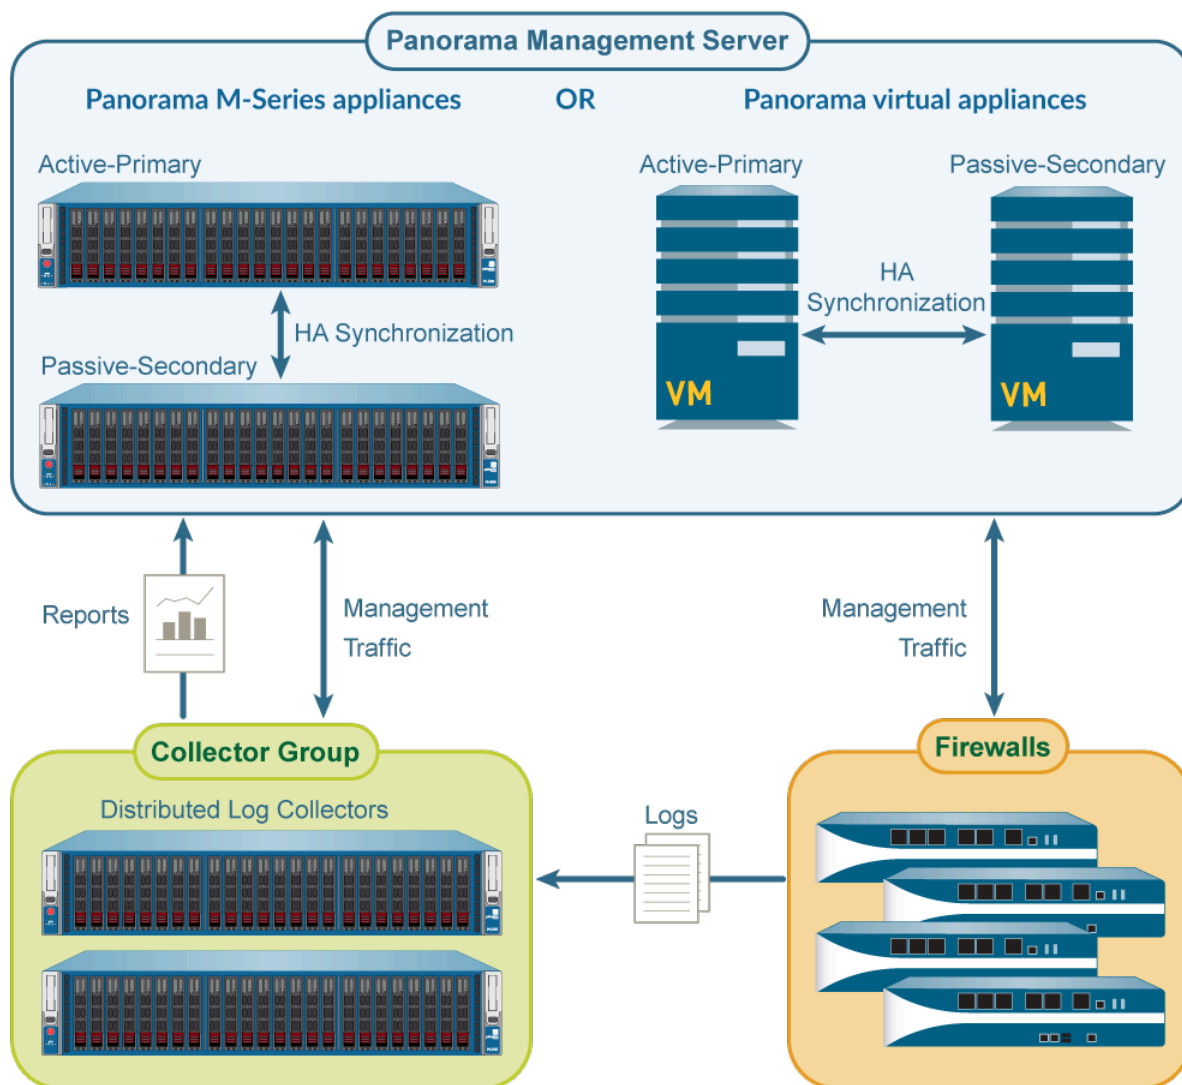 Panorama Management Server
Panorama M-Series appliances
OR
Panorama virtual appliances
Active-Primary
HA Synchronization
Passive-Secondary
Active-Primary
Passive-Secondary
HA
Synchronization
VM
VM
Reports
Management
Traffic
Management
Traffic
Collector Group
Distributed Log Collectors
Logs
Firewalls